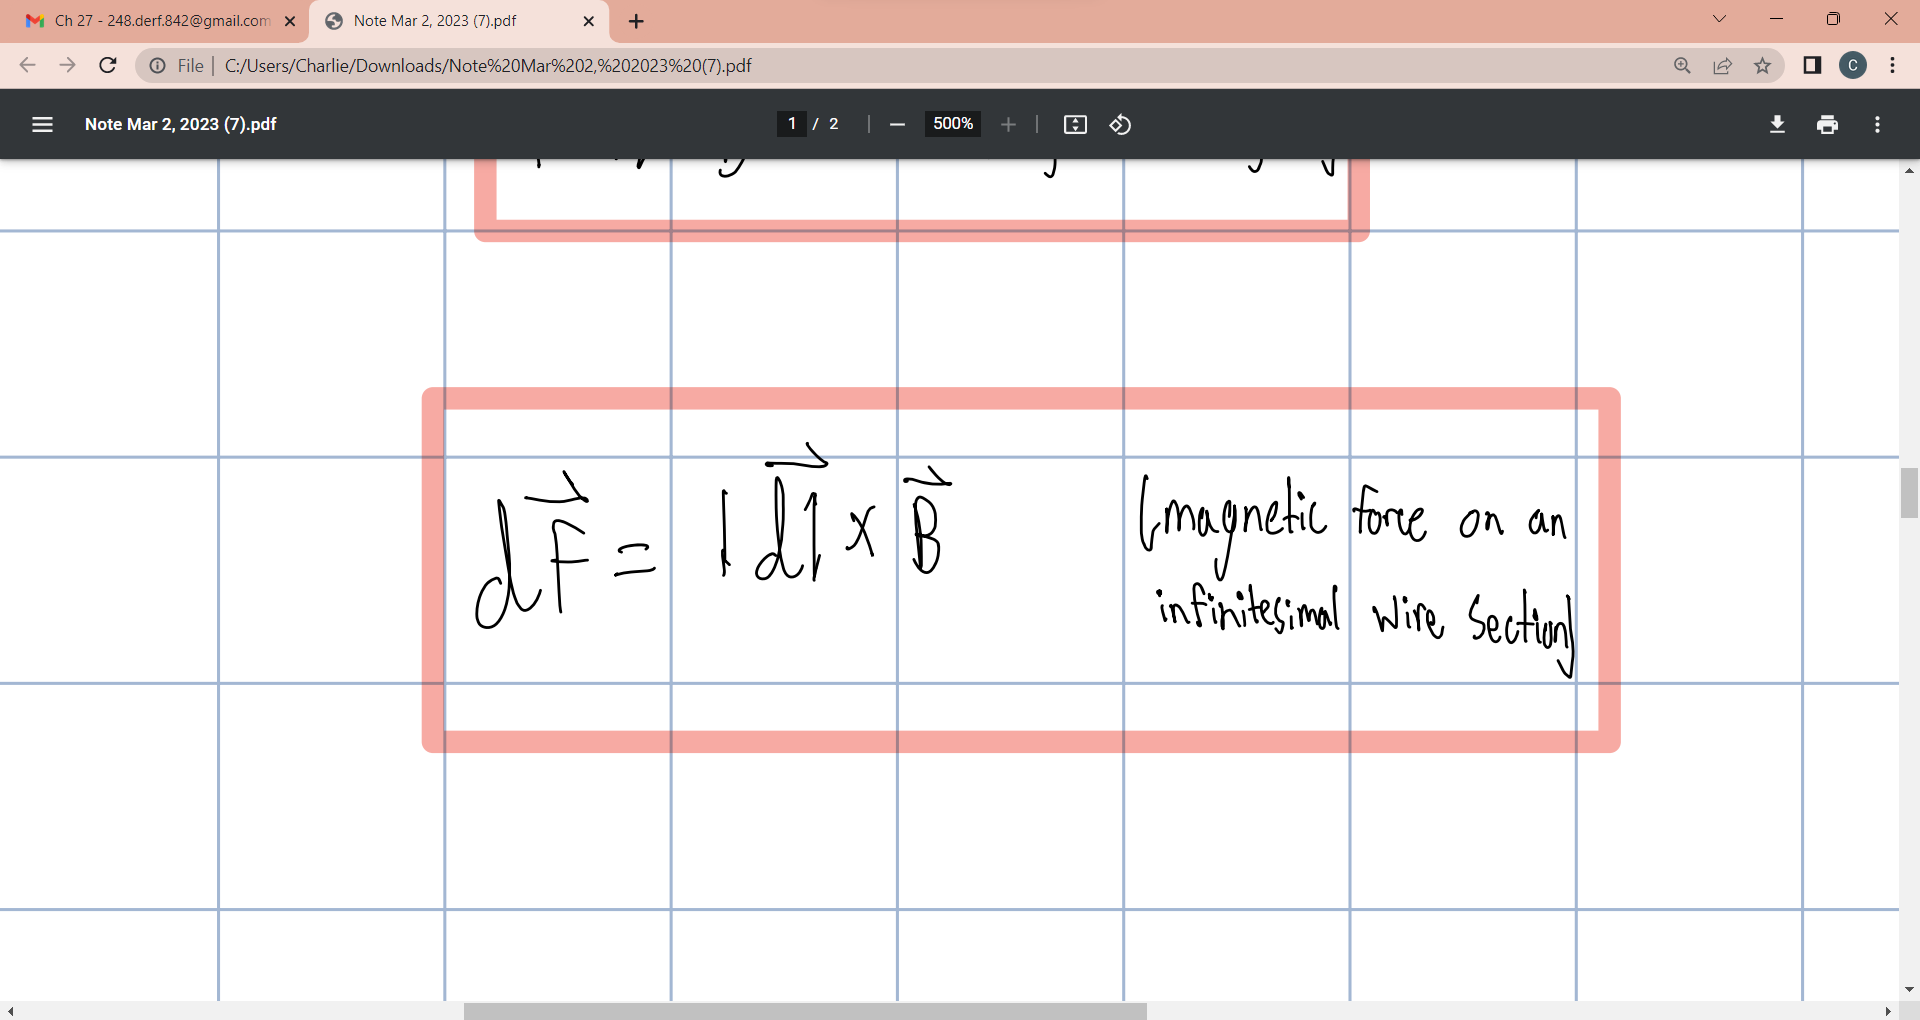 Ch 27 - 248.derf.842@gmail.com
Note Mar 2, 2023 (7).pdf
File C:/Users/Charlie/Downloads/Note%20Mar%202,%202023%20(7).pdf
C
Note Mar 2, 2023 (7).pdf
1 / 2
500%
dF⃗ = I dl⃗ × B⃗
(magnetic force on an
infinitesimal wire section)